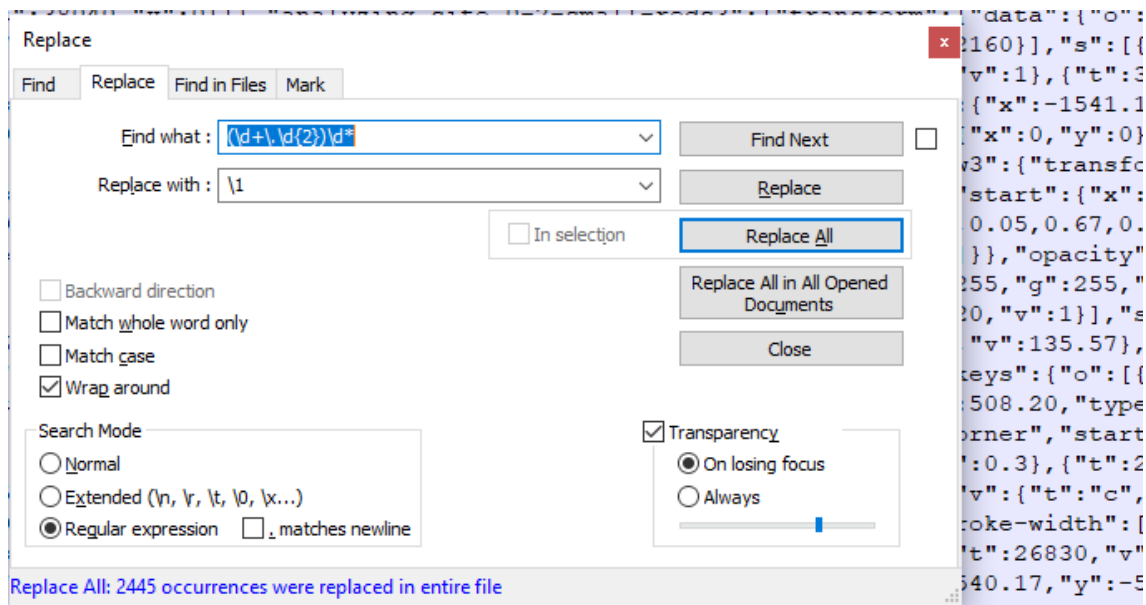 Replace
x
Find
Replace
Find in Files
Mark
Find what : (\d+\.\d{2})\d*
Find Next
Replace with : \1
Replace
In selection
Replace All
Backward direction
Replace All in All Opened
Documents
Match whole word only
Match case
Close
Wrap around
Search Mode
Normal
Extended (\n, \r, \t, \0, \x...)
Regular expression
. matches newline
Transparency
On losing focus
Always
Replace All: 2445 occurrences were replaced in entire file
"data":{"o":
2160}],"s":[{
"v":1},{"t":3
{"x":-1541.1
"x":0,"y":0}
v3":{"transfo
"start":{"x":
0.05,0.67,0.
}},"opacity"
255,"g":255,"
20,"v":1}],"s
"v":135.57},
keys":{"o":[{
508.20,"type
orner","start
":0.3},{"t":2
"v":{"t":"c",
roke-width":[
"t":26830,"v"
540.17,"y":-5